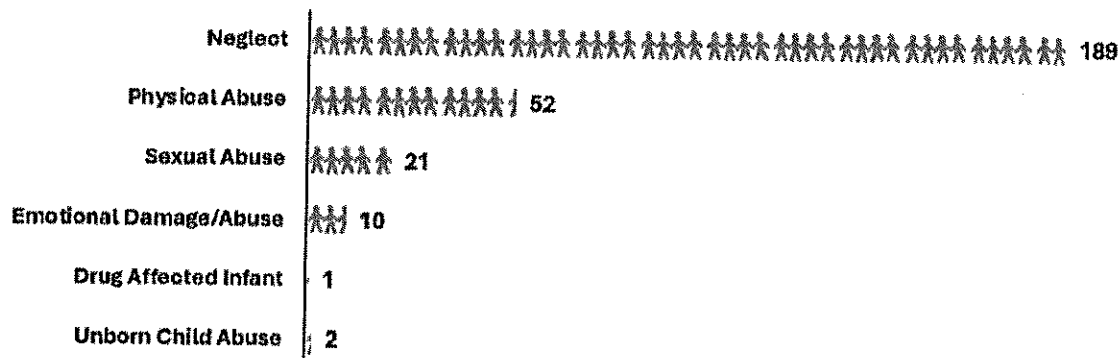 Neglect 189
Physical Abuse 52
Sexual Abuse 21
Emotional Damage/Abuse 10
Drug Affected Infant 1
Unborn Child Abuse 2